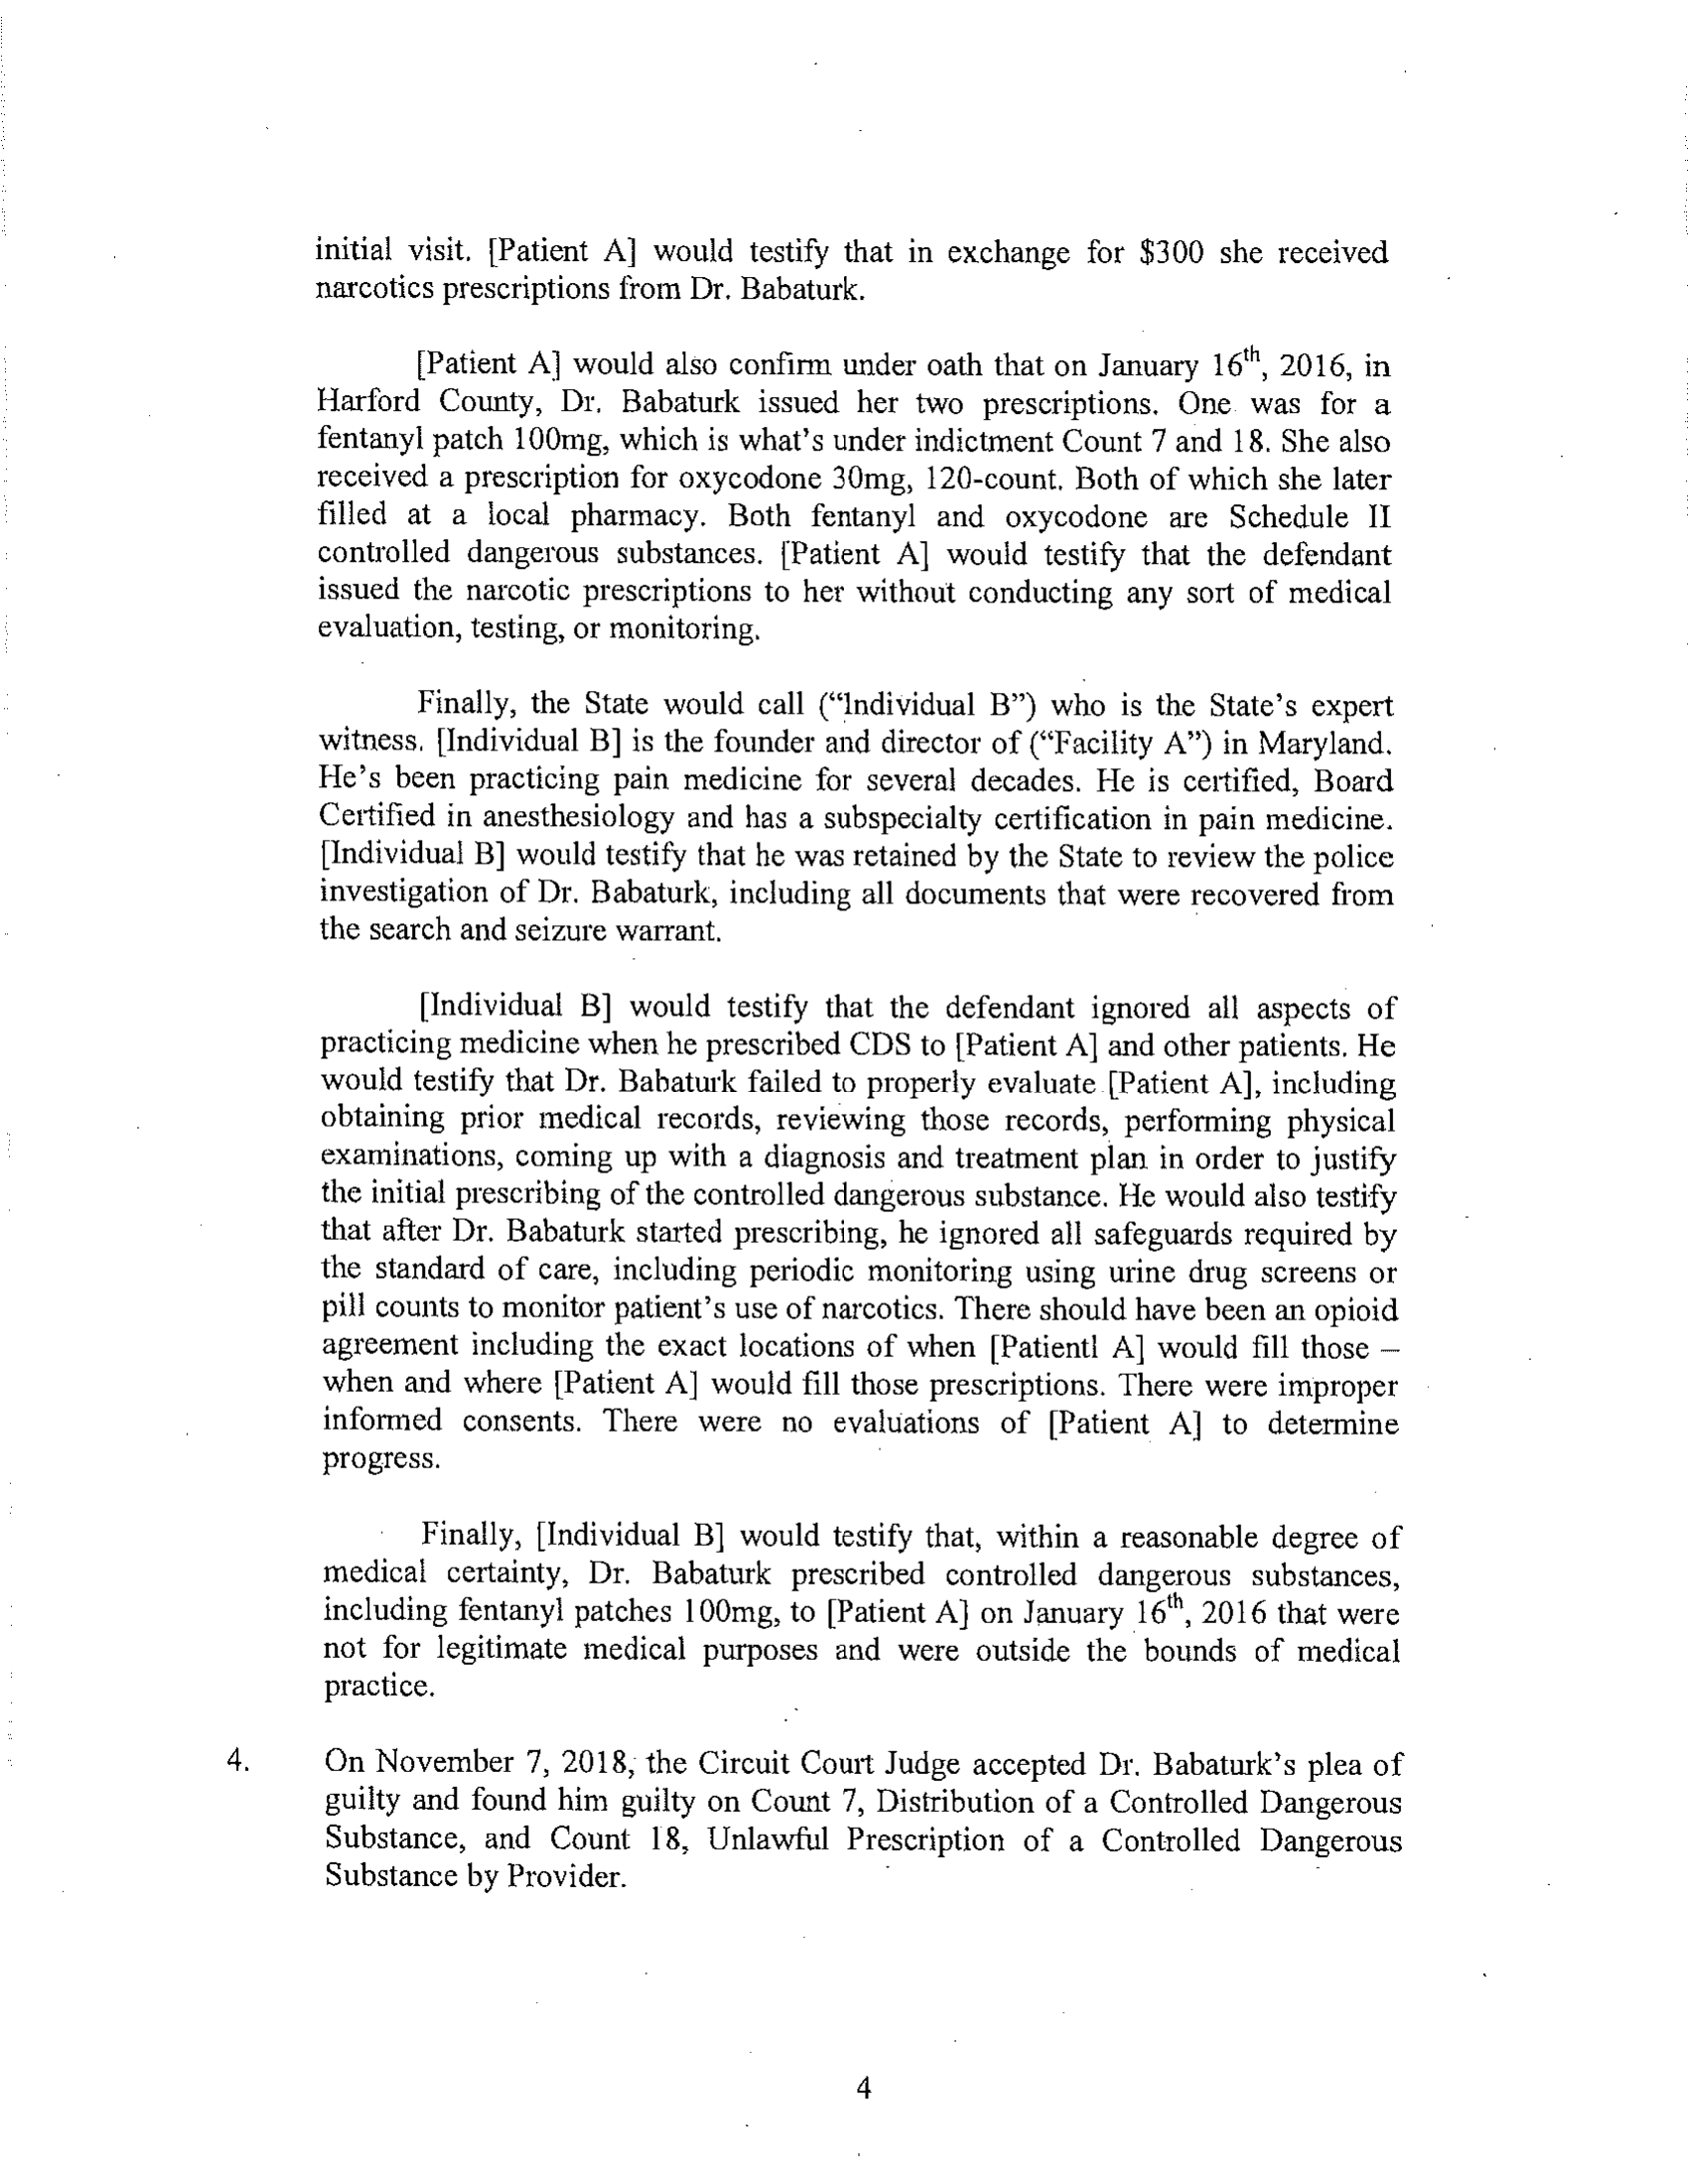 initial visit. [Patient A] would testify that in exchange for $300 she received
narcotics prescriptions from Dr. Babaturk.
[Patient A] would also confirm under oath that on January 16th, 2016, in
Harford County, Dr. Babaturk issued her two prescriptions. One was for a
fentanyl patch 100mg, which is what's under indictment Count 7 and 18. She also
received a prescription for oxycodone 30mg, 120-count. Both of which she later
filled at a local pharmacy. Both fentanyl and oxycodone are Schedule II
controlled dangerous substances. [Patient A] would testify that the defendant
issued the narcotic prescriptions to her without conducting any sort of medical
evaluation, testing, or monitoring.
Finally, the State would call ("Individual B") who is the State's expert
witness. [Individual B] is the founder and director of ("Facility A") in Maryland.
He's been practicing pain medicine for several decades. He is certified, Board
Certified in anesthesiology and has a subspecialty certification in pain medicine.
[Individual B] would testify that he was retained by the State to review the police
investigation of Dr. Babaturk, including all documents that were recovered from
the search and seizure warrant.
[Individual B] would testify that the defendant ignored all aspects of
practicing medicine when he prescribed CDS to [Patient A] and other patients. He
would testify that Dr. Babaturk failed to properly evaluate [Patient A], including
obtaining prior medical records, reviewing those records, performing physical
examinations, coming up with a diagnosis and treatment plan in order to justify
the initial prescribing of the controlled dangerous substance. He would also testify
that after Dr. Babaturk started prescribing, he ignored all safeguards required by
the standard of care, including periodic monitoring using urine drug screens or
pill counts to monitor patient's use of narcotics. There should have been an opioid
agreement including the exact locations of when [Patientl A] would fill those –
when and where [Patient A] would fill those prescriptions. There were improper
informed consents. There were no evaluations of [Patient A] to determine
progress.
Finally, [Individual B] would testify that, within a reasonable degree of
medical certainty, Dr. Babaturk prescribed controlled dangerous substances,
including fentanyl patches 100mg, to [Patient A] on January 16th, 2016 that were
not for legitimate medical purposes and were outside the bounds of medical
practice.
4. On November 7, 2018, the Circuit Court Judge accepted Dr. Babaturk's plea of
guilty and found him guilty on Count 7, Distribution of a Controlled Dangerous
Substance, and Count 18, Unlawful Prescription of a Controlled Dangerous
Substance by Provider.
4